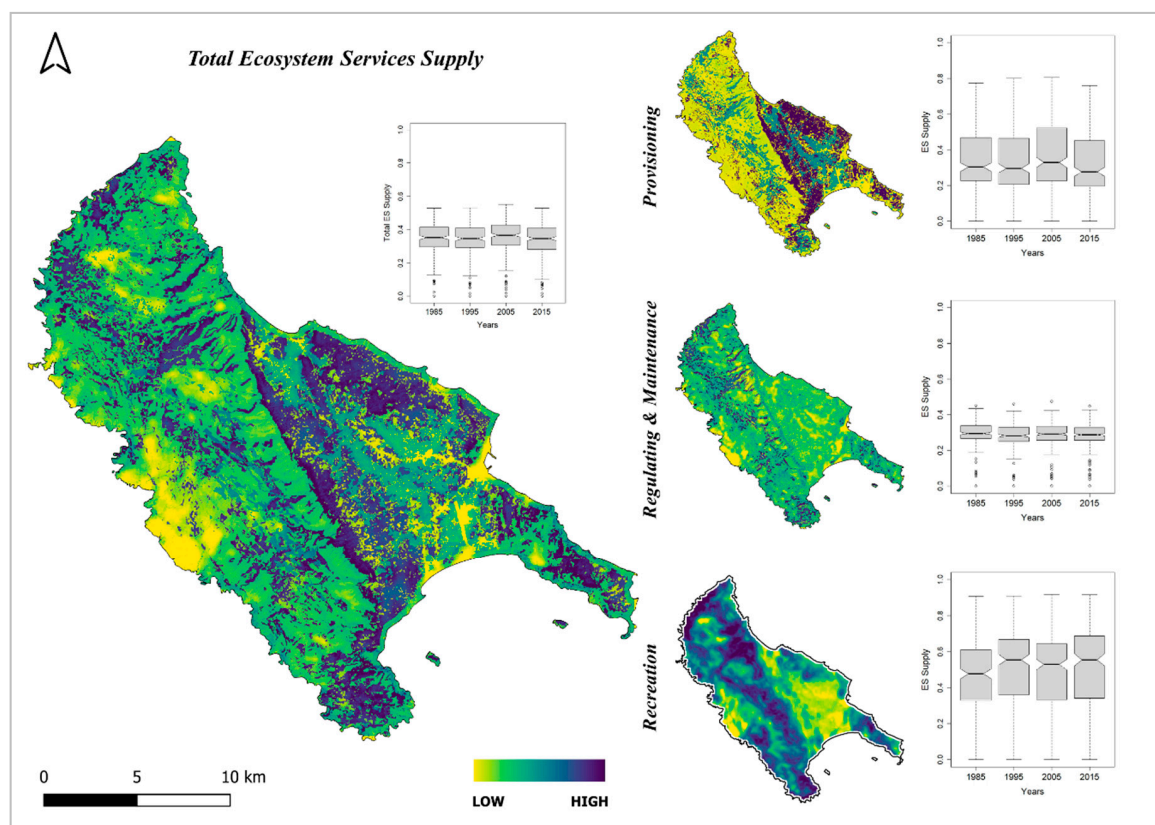 Total Ecosystem Services Supply
Total ES Supply
0.0 0.2 0.4 0.6 0.8 1.0
1985 1995 2005 2015
Years
Provisioning
ES Supply
0.0 0.2 0.4 0.6 0.8 1.0
1985 1995 2005 2015
Years
Regulating & Maintenance
ES Supply
0.0 0.2 0.4 0.6 0.8 1.0
1985 1995 2005 2015
Years
Recreation
ES Supply
0.0 0.2 0.4 0.6 0.8 1.0
1985 1995 2005 2015
Years
0 5 10 km
LOW HIGH